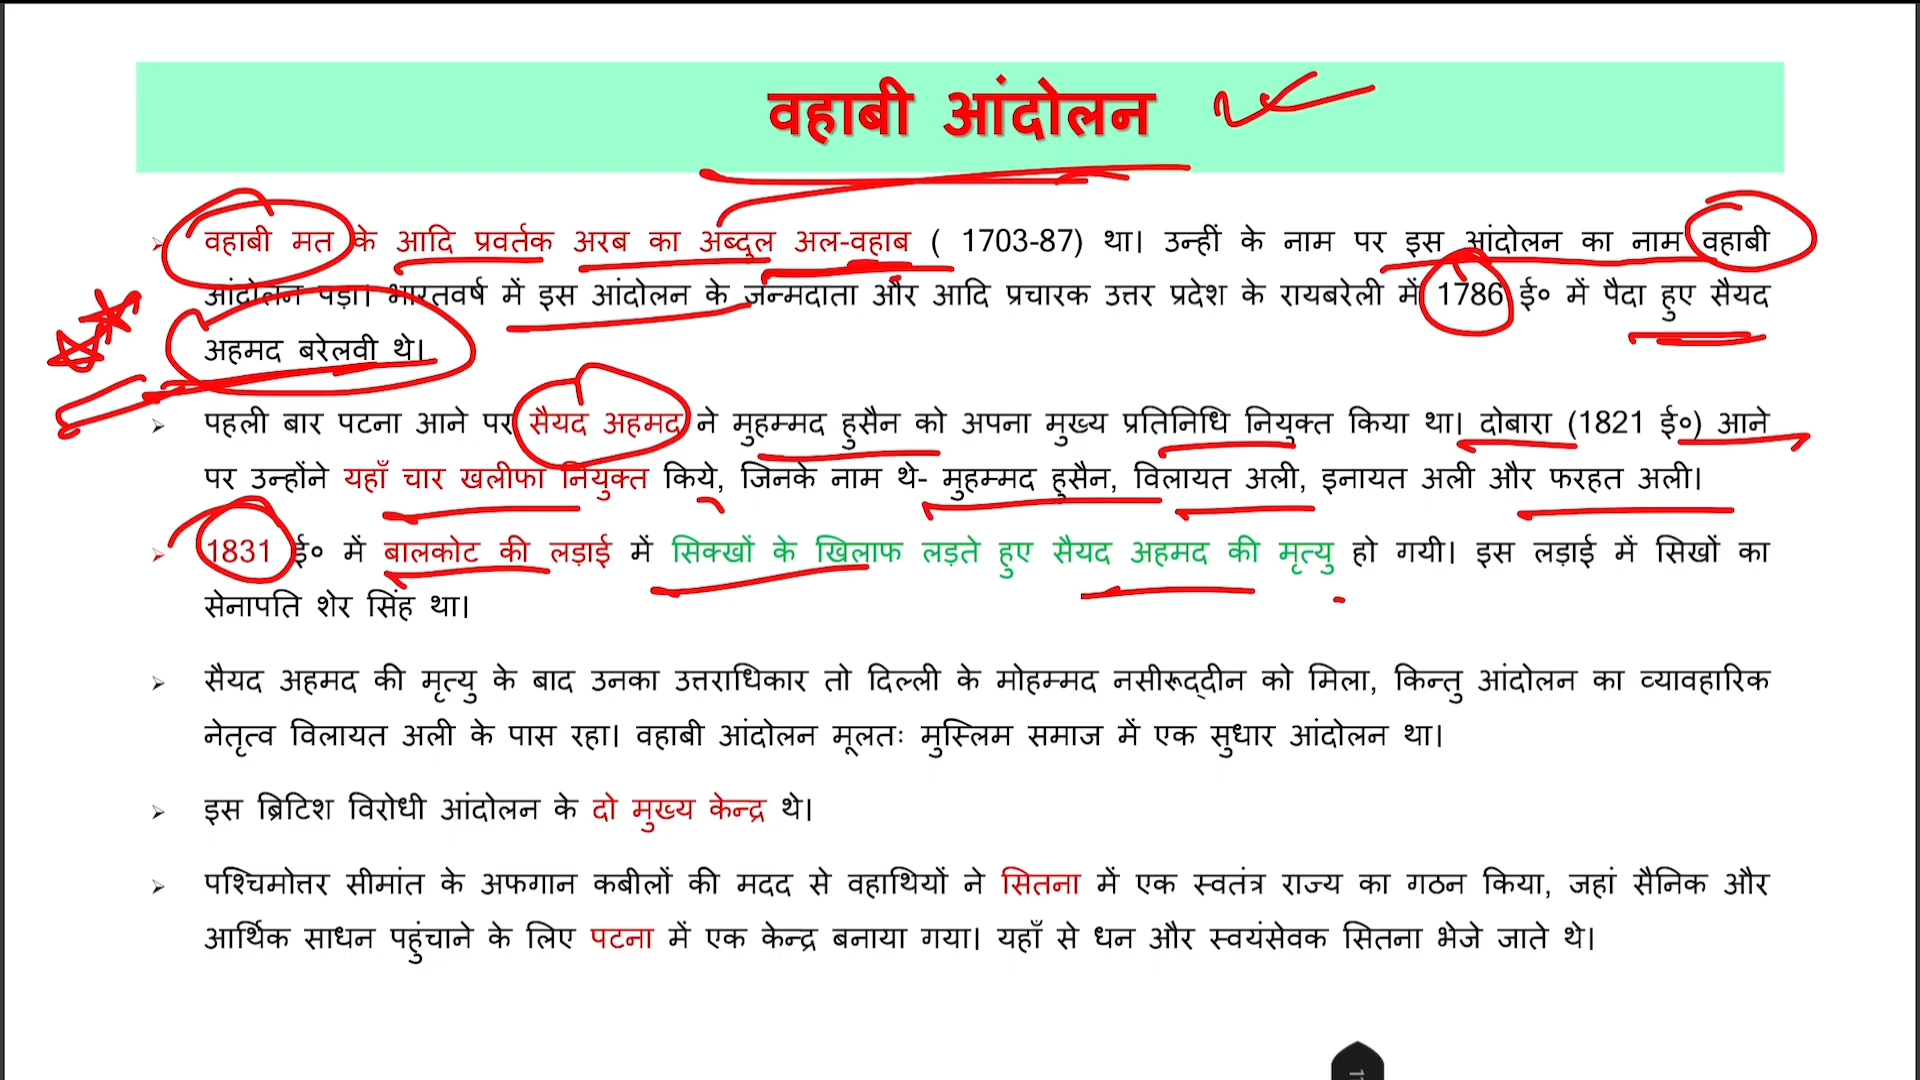 वहाबी आंदोलन
वहाबी मत के आदि प्रवर्तक अरब का अब्दुल अल-वहाब ( 1703-87) था। उन्हीं के नाम पर इस आंदोलन का नाम वहाबी
आंदोलन पड़ा। भारतवर्ष में इस आंदोलन के जन्मदाता और आदि प्रचारक उत्तर प्रदेश के रायबरेली में 1786 ई० में पैदा हुए सैयद
अहमद बरेलवी थे।
पहली बार पटना आने पर सैयद अहमद ने मुहम्मद हुसैन को अपना मुख्य प्रतिनिधि नियुक्त किया था। दोबारा (1821 ई०) आने
पर उन्होंने यहाँ चार खलीफा नियुक्त किये, जिनके नाम थे- मुहम्मद हुसैन, विलायत अली, इनायत अली और फरहत अली।
1831 ई० में बालकोट की लड़ाई में सिक्खों के खिलाफ लड़ते हुए सैयद अहमद की मृत्यु हो गयी। इस लड़ाई में सिखों का
सेनापति शेर सिंह था।
सैयद अहमद की मृत्यु के बाद उनका उत्तराधिकार तो दिल्ली के मोहम्मद नसीरूद्दीन को मिला, किन्तु आंदोलन का व्यावहारिक
नेतृत्व विलायत अली के पास रहा। वहाबी आंदोलन मूलतः मुस्लिम समाज में एक सुधार आंदोलन था।
इस ब्रिटिश विरोधी आंदोलन के दो मुख्य केन्द्र थे।
पश्चिमोत्तर सीमांत के अफगान कबीलों की मदद से वहाथियों ने सितना में एक स्वतंत्र राज्य का गठन किया, जहां सैनिक और
आर्थिक साधन पहुंचाने के लिए पटना में एक केन्द्र बनाया गया। यहाँ से धन और स्वयंसेवक सितना भेजे जाते थे।